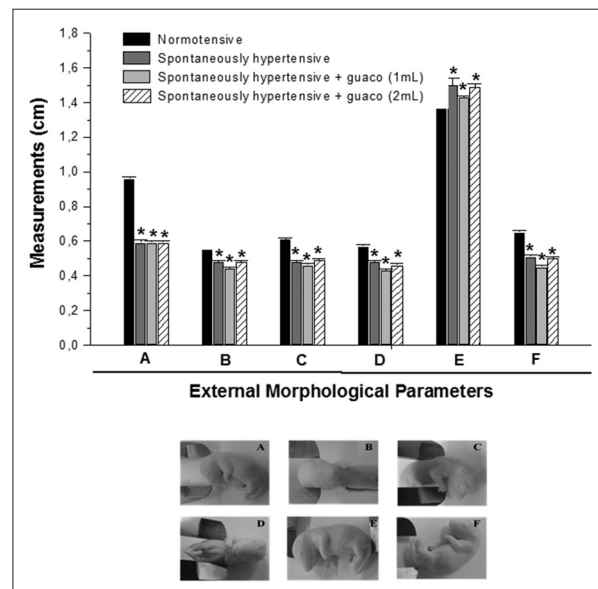 1,8
1,6
1,4
1,2
1,0
0,8
0,6
0,4
0,2
0,0
Measurements (cm)
Normotensive
Spontaneously hypertensive
Spontaneously hypertensive + guaco (1mL)
Spontaneously hypertensive + guaco (2mL)
* * *
* * *
* * *
* * *
* * *
* * *
A B C D E F
External Morphological Parameters
A
B
C
D
E
F